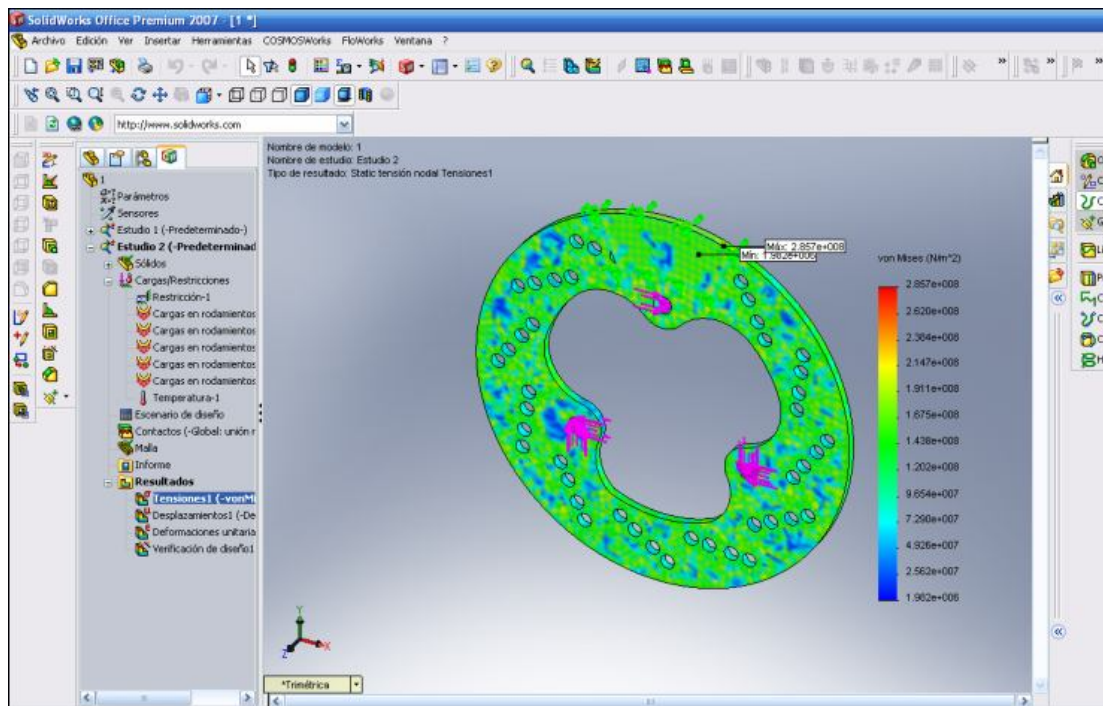 SolidWorks Office Premium 2007 - [1 *]
Archivo Edición Ver Insertar Herramientas COSMOSWorks FloWorks Ventana ?
http://www.solidworks.com
Nombre de modelo: 1
Nombre de estudio: Estudio 2
Tipo de resultado: Static tensión nodal Tensiones1
1
Parámetros
Sensores
Estudio 1 (-Predeterminado-)
Estudio 2 (-Predeterminad
Sólidos
Cargas/Restricciones
Restricción-1
Cargas en rodamientos
Cargas en rodamientos
Cargas en rodamientos
Cargas en rodamientos
Cargas en rodamientos
Temperatura-1
Escenario de diseño
Contactos (-Global: unión r
Malla
Informe
Resultados
Tensiones1 (-vonMi
Desplazamientos1 (-De
Deformaciones unitaria
Verificación de diseño1
Máx: 2.857e+008
Mín: 1.982e+006
von Mises (N/m^2)
2.857e+008
2.620e+008
2.384e+008
2.147e+008
1.911e+008
1.675e+008
1.438e+008
1.202e+008
9.654e+007
7.290e+007
4.926e+007
2.562e+007
1.982e+006
Y
X
Z
*Trimétrica